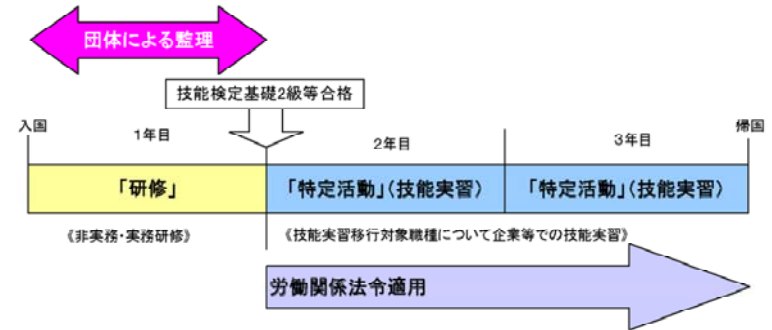 団体による監理
技能検定基礎2級等合格
入国
1年目
2年目
3年目
帰国
「研修」
「特定活動」(技能実習)
「特定活動」(技能実習)
《非実務・実務研修》
《技能実習移行対象職種について企業等での技能実習》
労働関係法令適用